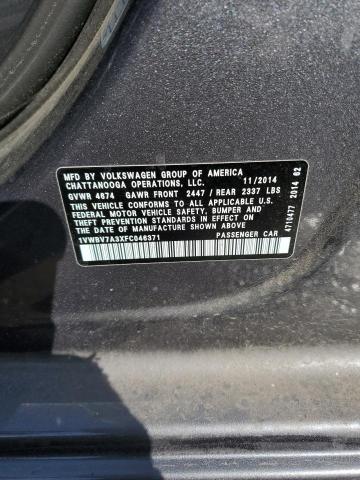 MFD BY VOLKSWAGEN GROUP OF AMERICA
CHATTANOOGA OPERATIONS, LLC. 11/2014
GVWR 4674 GAWR FRONT 2447 / REAR 2337 LBS
THIS VEHICLE CONFORMS TO ALL APPLICABLE
FEDERAL MOTOR VEHICLE SAFETY, BUMPER AND
THEFT PREVENTION STANDARDS IN EFFECT ON
THE DATE OF MANUFACTURE SHOWN ABOVE
1VWBV7A3XFC046371 PASSENGER CAR
4710477 2014 62